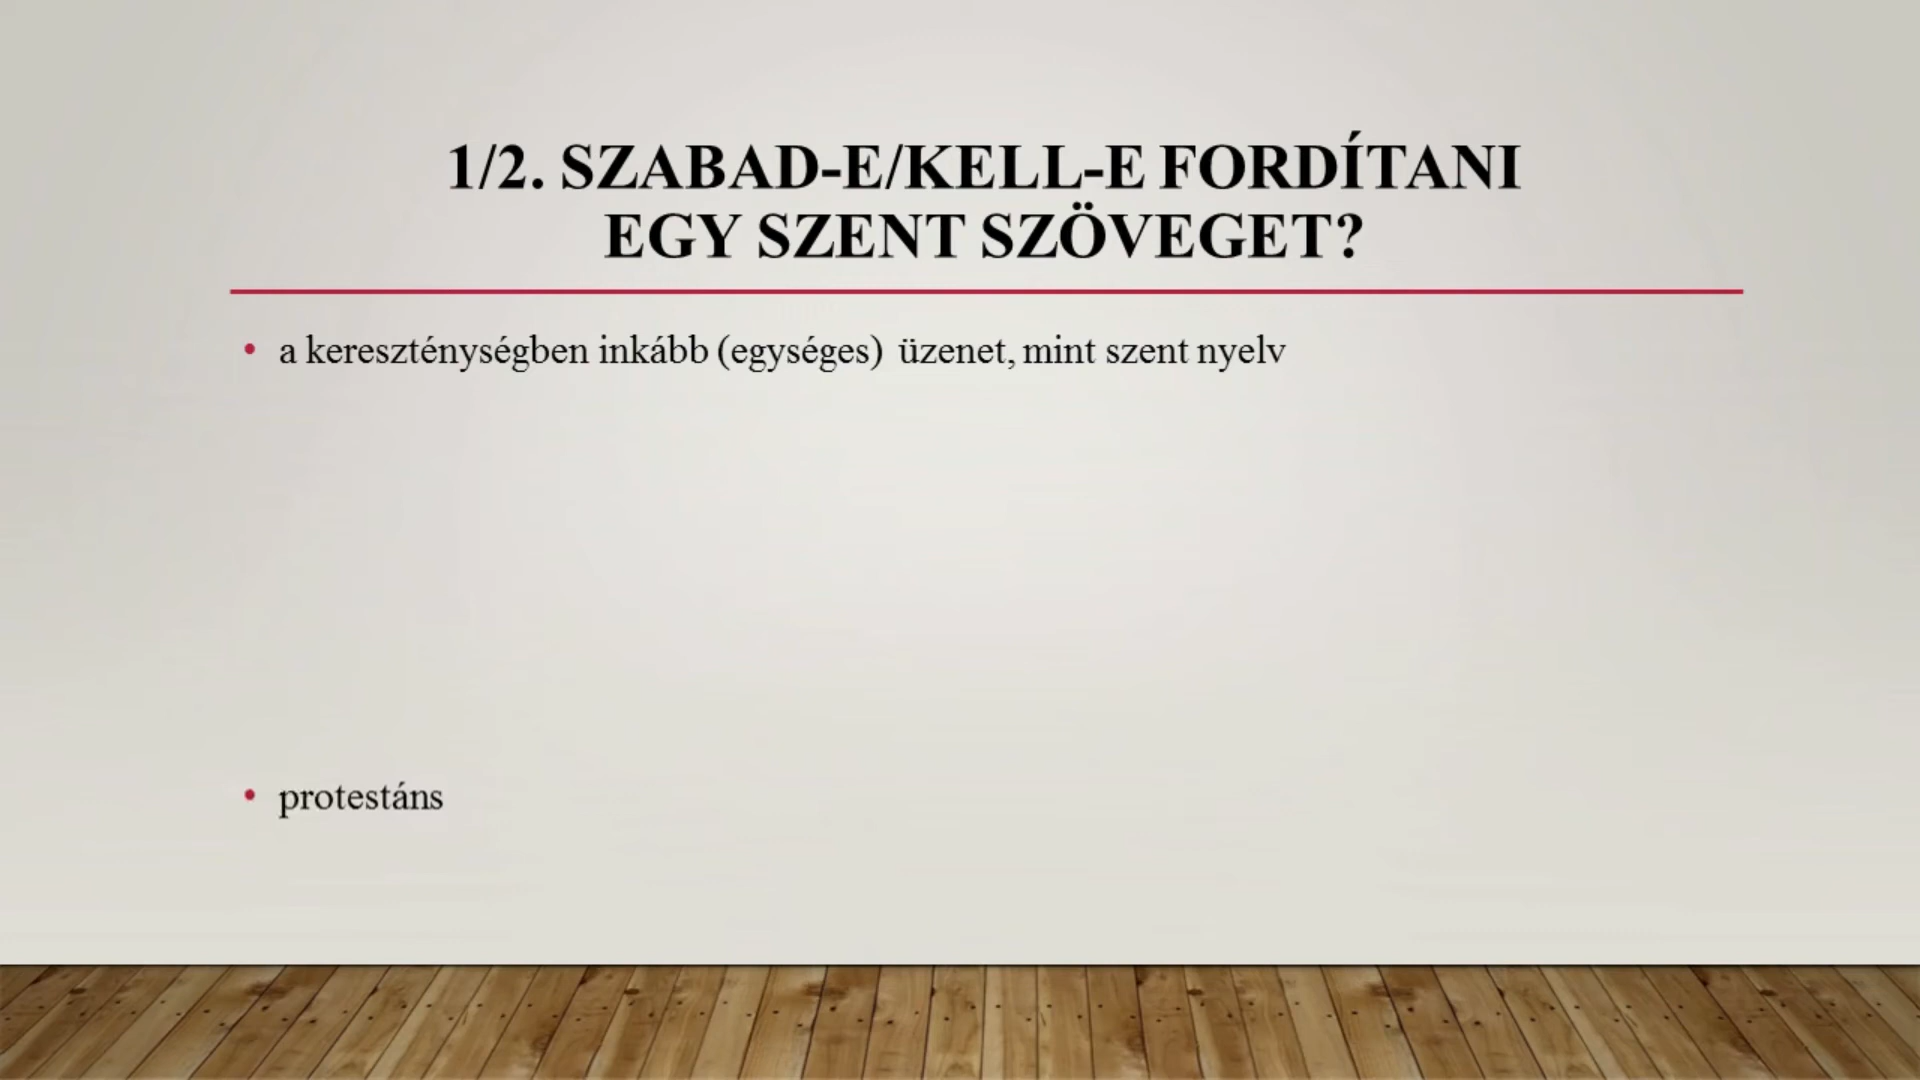 1/2. SZABAD-E/KELL-E FORDÍTANI
EGY SZENT SZÖVEGET?
• a kereszténységben inkább (egységes) üzenet, mint szent nyelv
• protestáns